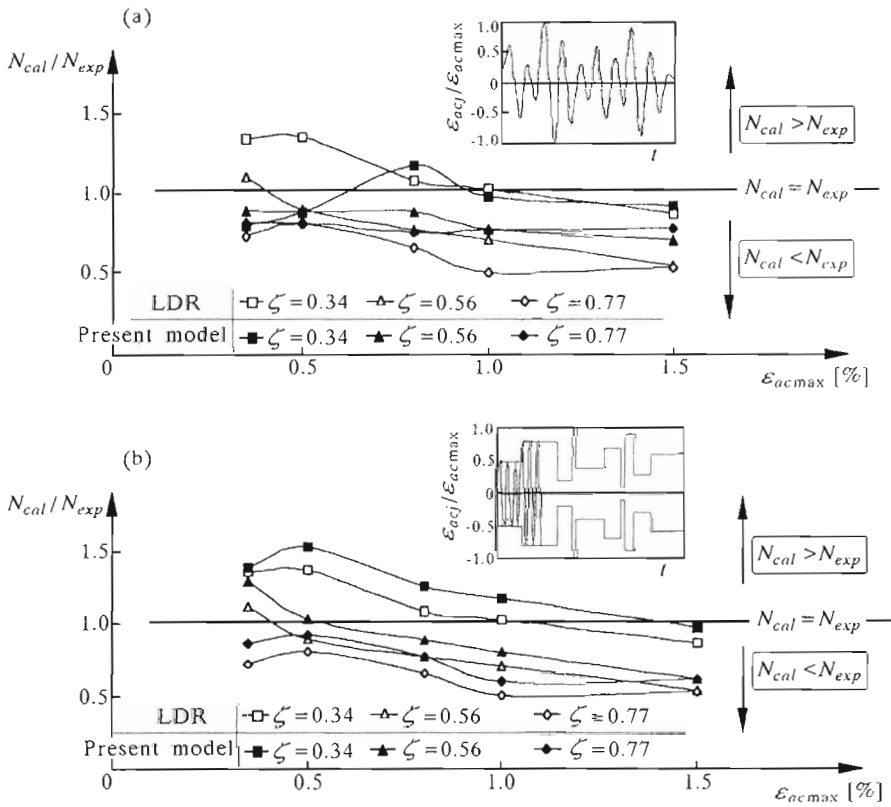 (a)
N_cal/N_exp
ε_acj/ε_acmax
1.0
0.5
0
-0.5
-1.0
t
1.5
1.0
0.5
N_cal > N_exp
N_cal = N_exp
N_cal < N_exp
LDR ζ=0.34 ζ=0.56 ζ=0.77
Present model ζ=0.34 ζ=0.56 ζ=0.77
0 0.5 1.0 1.5
ε_acmax [%]
(b)
N_cal/N_exp
ε_acj/ε_acmax
1.0
0.5
0
-0.5
-1.0
t
1.5
1.0
0.5
N_cal > N_exp
N_cal = N_exp
N_cal < N_exp
LDR ζ=0.34 ζ=0.56 ζ=0.77
Present model ζ=0.34 ζ=0.56 ζ=0.77
0 0.5 1.0 1.5
ε_acmax [%]